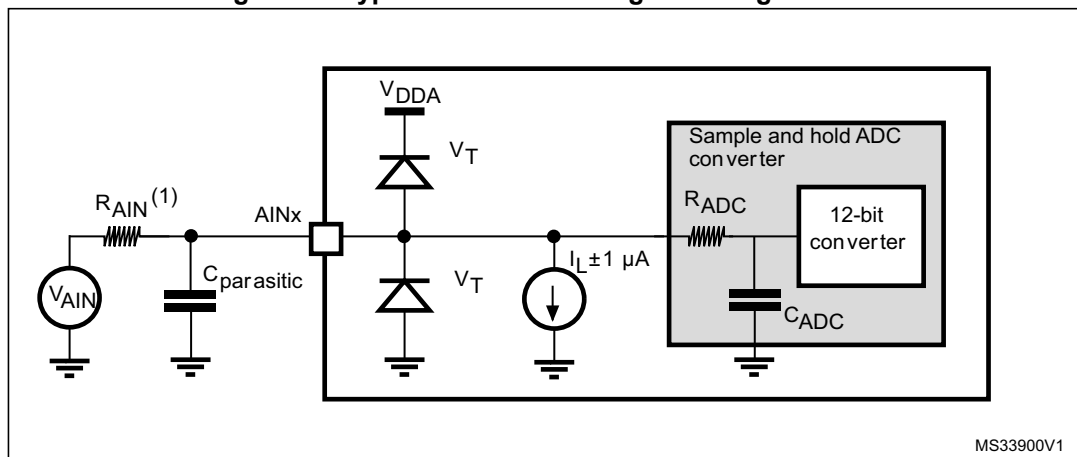 V_DDA
Sample and hold ADC
converter
V_T
R_AIN (1)
AINx
R_ADC
12-bit
converter
I_L±1 µA
V_T
C_parasitic
V_AIN
C_ADC
MS33900V1